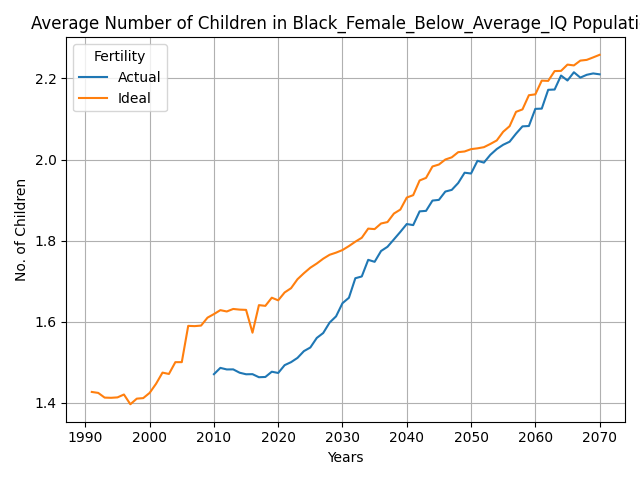 Average Number of Children in Black_Female_Below_Average_IQ Populati
Fertility
Actual
Ideal
No. of Children
2.2
2.0
1.8
1.6
1.4
1990 2000 2010 2020 2030 2040 2050 2060 2070
Years